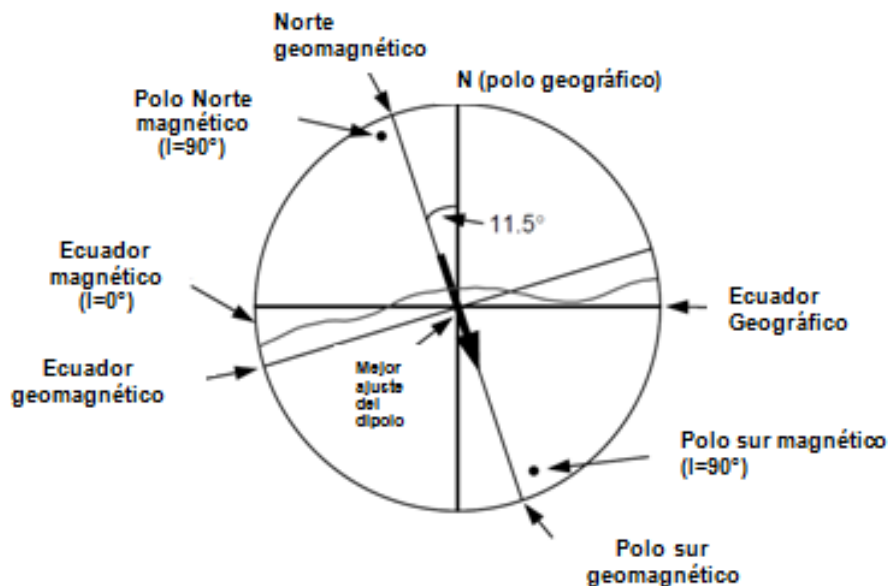 Norte
geomagnético
N (polo geográfico)
Polo Norte
magnético
(I=90°)
11.5°
Ecuador
magnético
(I=0°)
Ecuador
Geográfico
Ecuador
geomagnético
Mejor
ajuste
del
dipolo
Polo sur magnético
(I=90°)
Polo sur
geomagnético